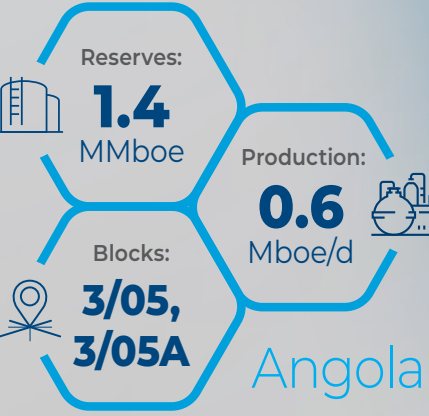 Reserves:
1.4
MMboe
Production:
0.6
Mboe/d
Blocks:
3/05,
3/05A
Angola